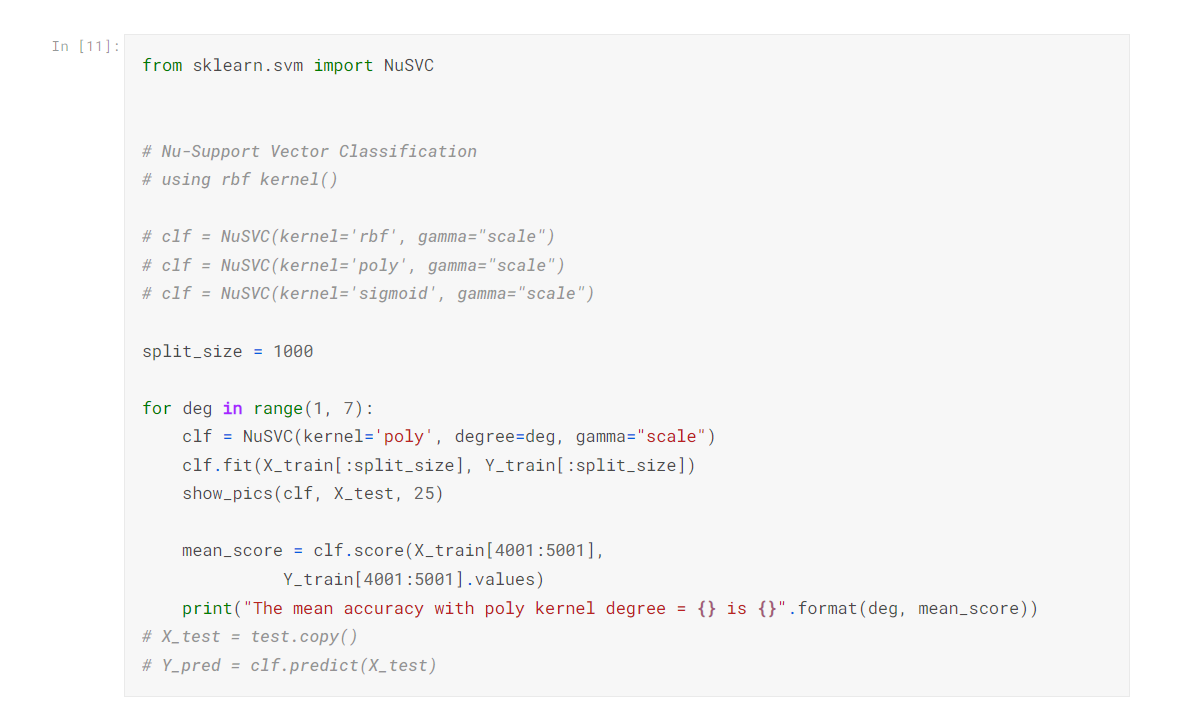 In [11]:
from sklearn.svm import NuSVC
# Nu-Support Vector Classification
# using rbf kernel()
# clf = NuSVC(kernel='rbf', gamma="scale")
# clf = NuSVC(kernel='poly', gamma="scale")
# clf = NuSVC(kernel='sigmoid', gamma="scale")
split_size = 1000
for deg in range(1, 7):
    clf = NuSVC(kernel='poly', degree=deg, gamma="scale")
    clf.fit(X_train[:split_size], Y_train[:split_size])
    show_pics(clf, X_test, 25)
    mean_score = clf.score(X_train[4001:5001],
              Y_train[4001:5001].values)
    print("The mean accuracy with poly kernel degree = {} is {}".format(deg, mean_score))
# X_test = test.copy()
# Y_pred = clf.predict(X_test)